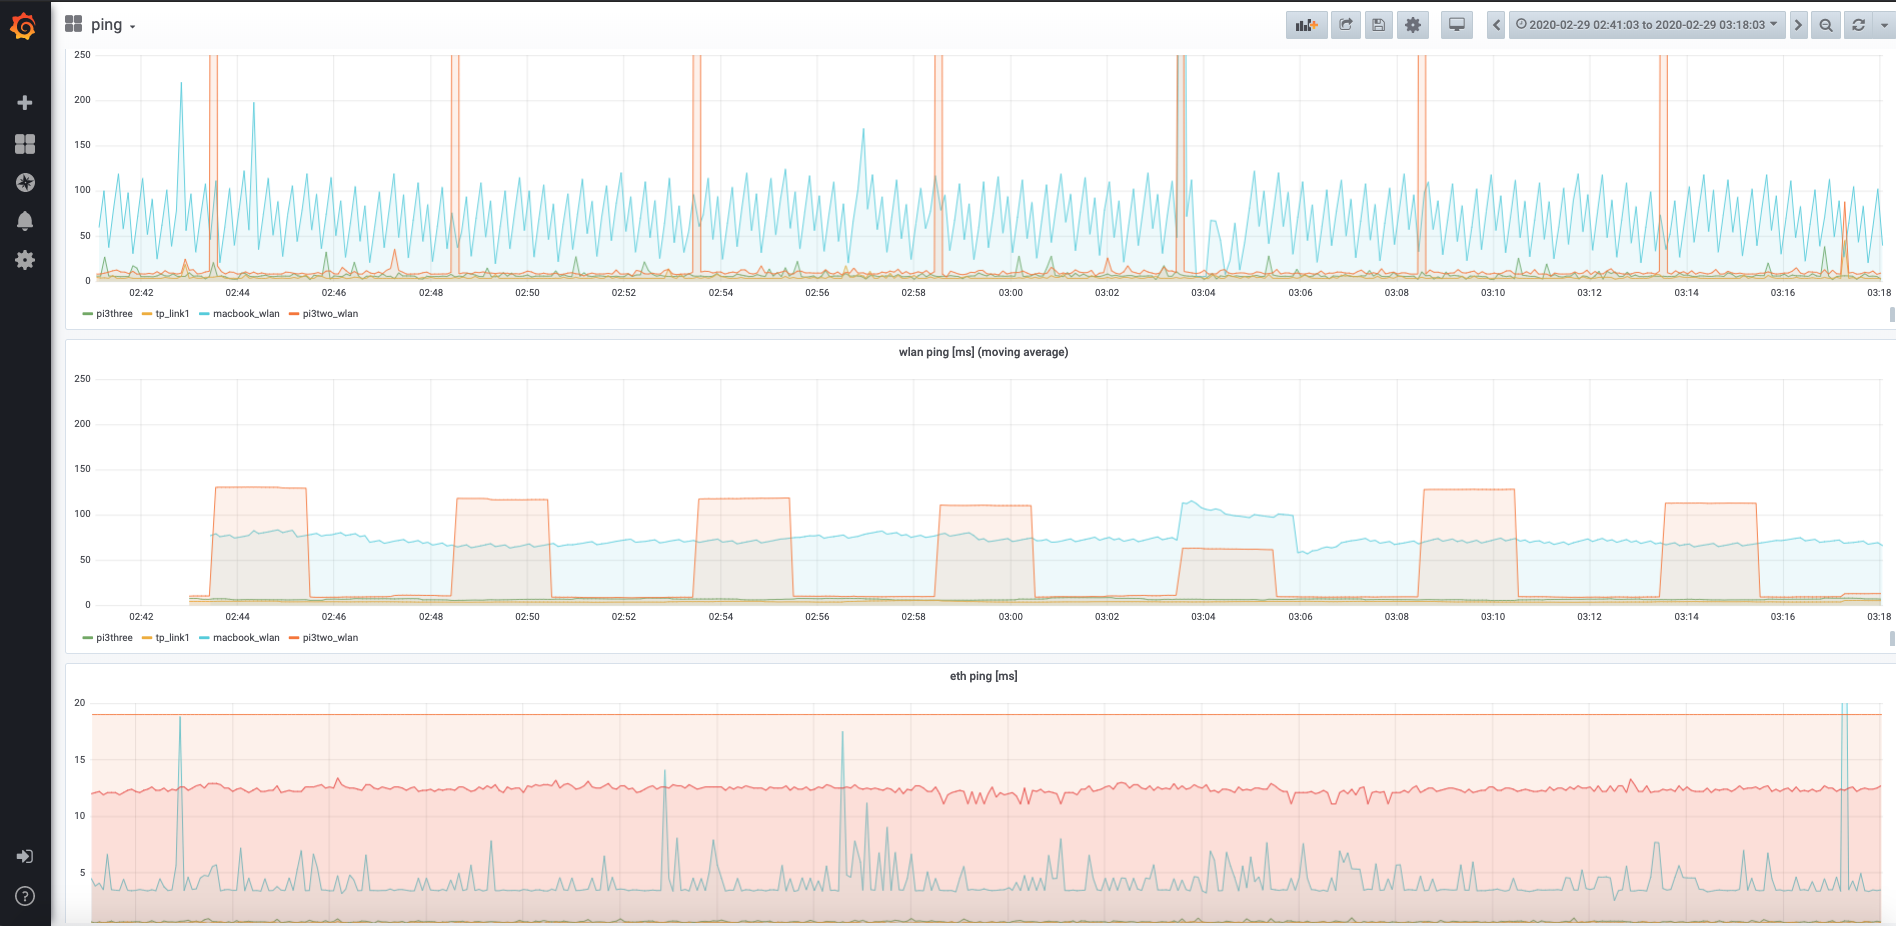 ping
2020-02-29 02:41:03 to 2020-02-29 03:18:03
250
200
150
100
50
0
02:42 02:44 02:46 02:48 02:50 02:52 02:54 02:56 02:58 03:00 03:02 03:04 03:06 03:08 03:10 03:12 03:14 03:16 03:18
pi3three tp_link1 macbook_wlan pi3two_wlan
wlan ping [ms] (moving average)
250
200
150
100
50
0
02:42 02:44 02:46 02:48 02:50 02:52 02:54 02:56 02:58 03:00 03:02 03:04 03:06 03:08 03:10 03:12 03:14 03:16 03:18
pi3three tp_link1 macbook_wlan pi3two_wlan
eth ping [ms]
20
15
10
5